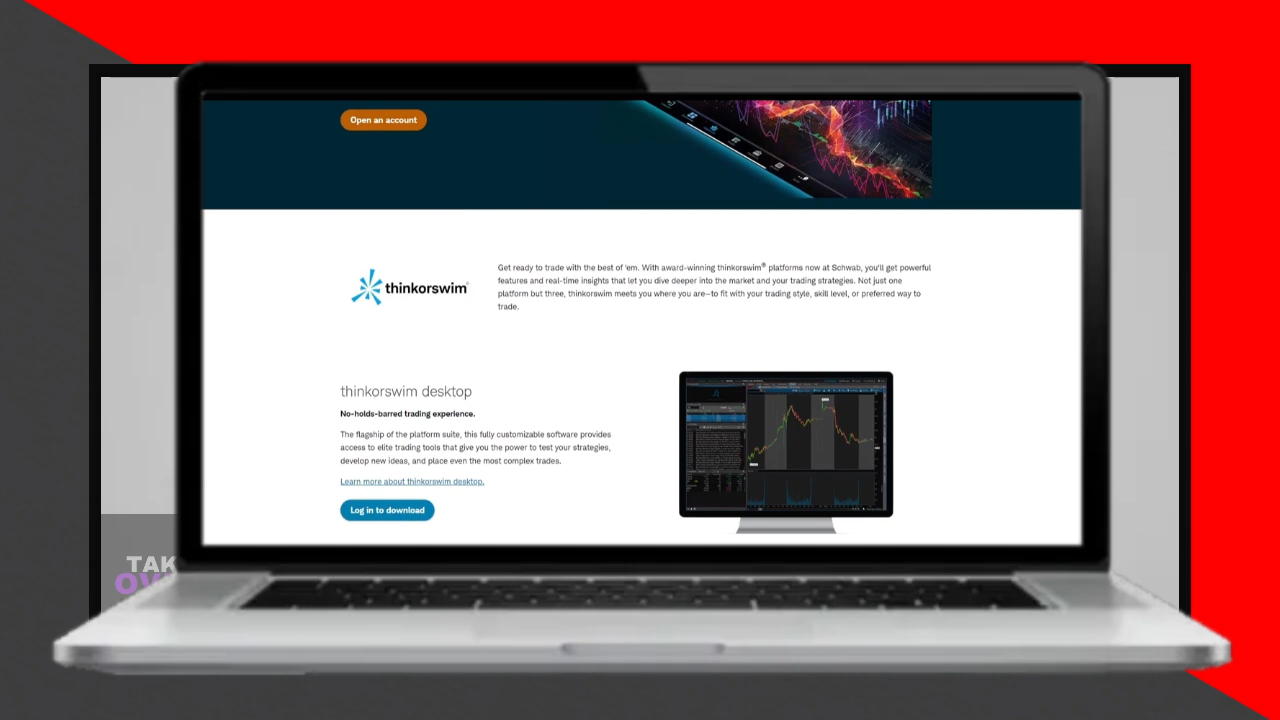 Open an account
thinkorswim®
Get ready to trade with the best of 'em. With award-winning thinkorswim® platforms now at Schwab, you'll get powerful
features and real-time insights that let you dive deeper into the market and your trading strategies. Not just one
platform but three, thinkorswim meets you where you are—to fit with your trading style, skill level, or preferred way to
trade.
thinkorswim desktop
No-holds-barred trading experience.
The flagship of the platform suite, this fully customizable software provides
access to elite trading tools that give you the power to test your strategies,
develop new ideas, and place even the most complex trades.
Learn more about thinkorswim desktop.
Log in to download
TAK
OV